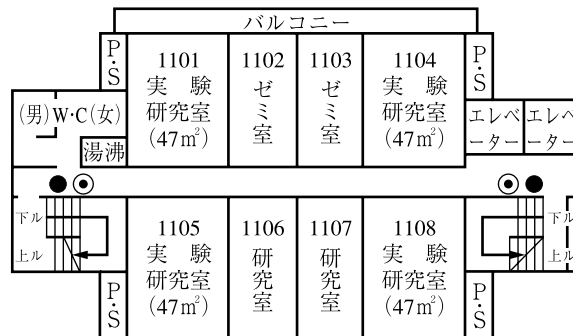 バルコニー
P・S
1101
実験
研究室
(47㎡)
1102
ゼミ室
1103
ゼミ室
1104
実験
研究室
(47㎡)
P・S
(男)W・C(女)
湯沸
エレベーター
エレベーター
下ル
上ル
1105
実験
研究室
(47㎡)
1106
研究室
1107
研究室
1108
実験
研究室
(47㎡)
下ル
上ル
P・S
P・S